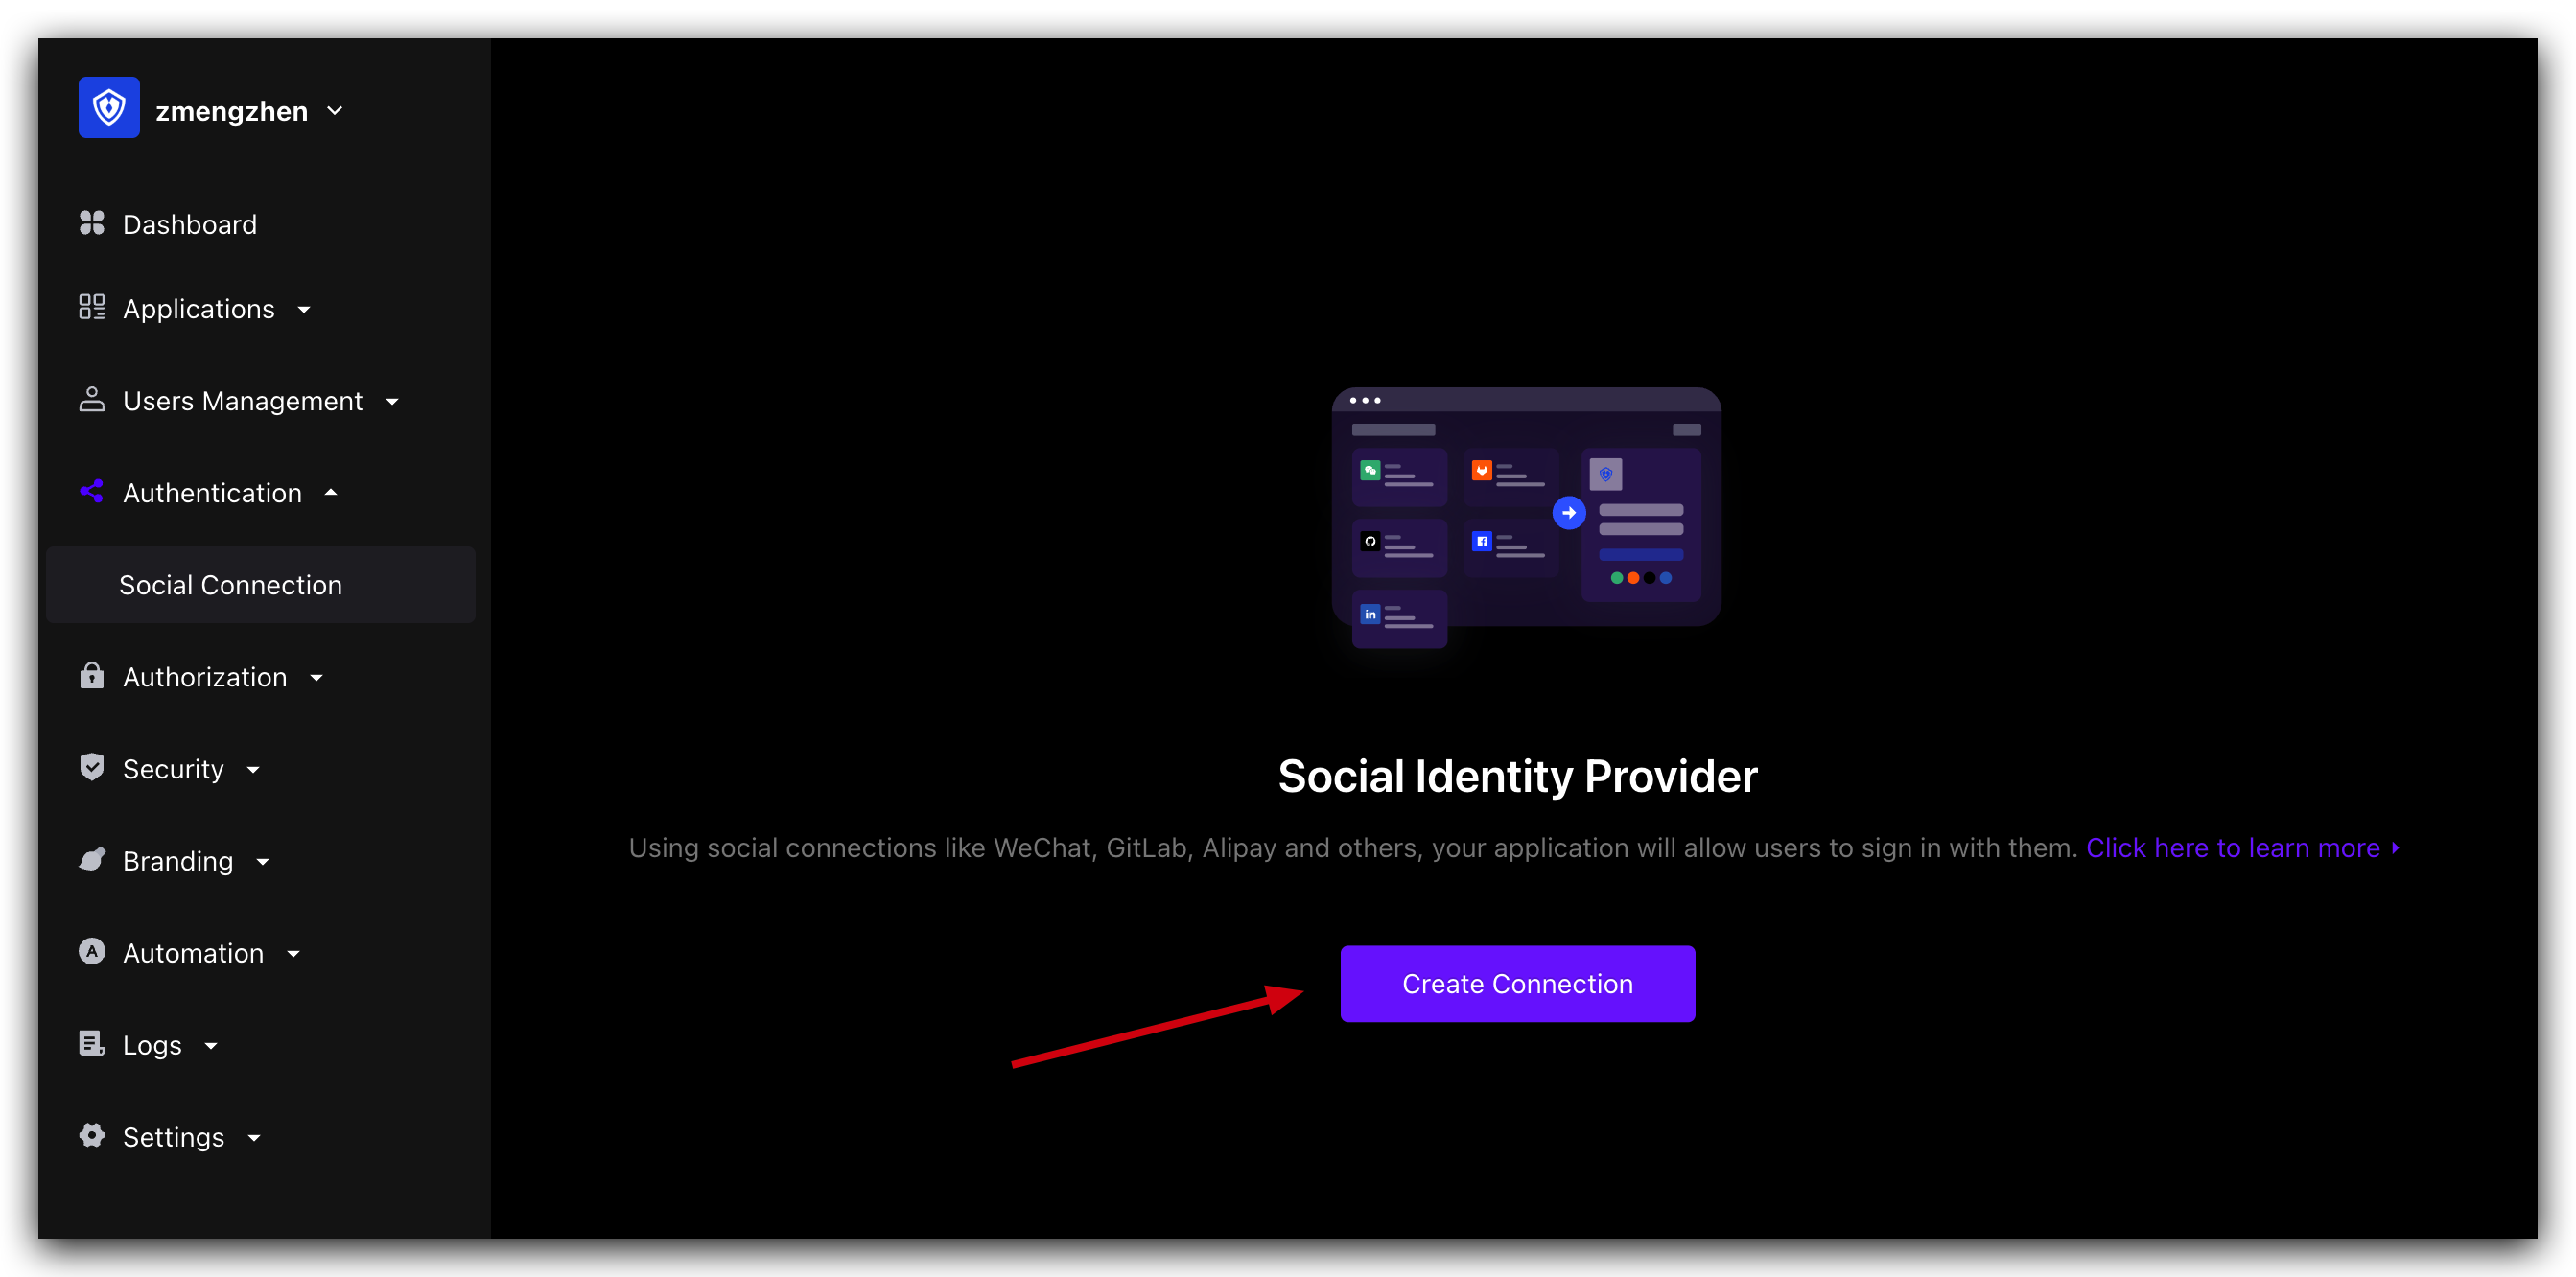 zmengzhen
Dashboard
Applications
Users Management
Authentication
Social Connection
Authorization
Security
Branding
Automation
Logs
Settings
Social Identity Provider
Using social connections like WeChat, GitLab, Alipay and others, your application will allow users to sign in with them. Click here to learn more
Create Connection